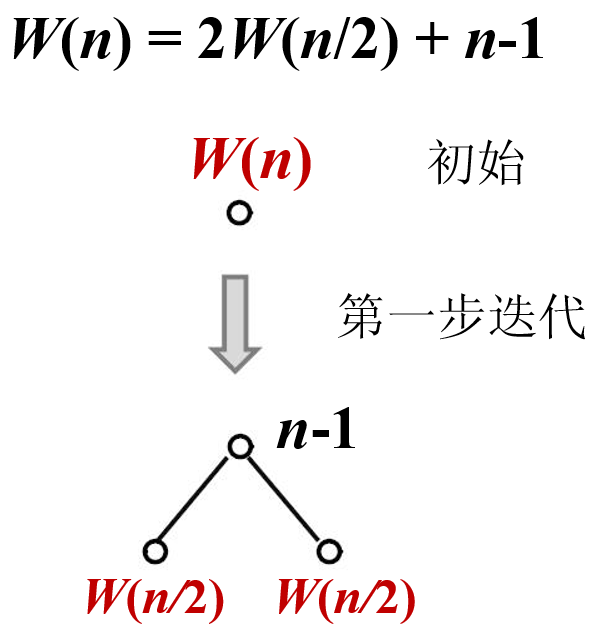 W(n) = 2W(n/2) + n-1
W(n) 初始
第一步迭代
n-1
W(n/2) W(n/2)